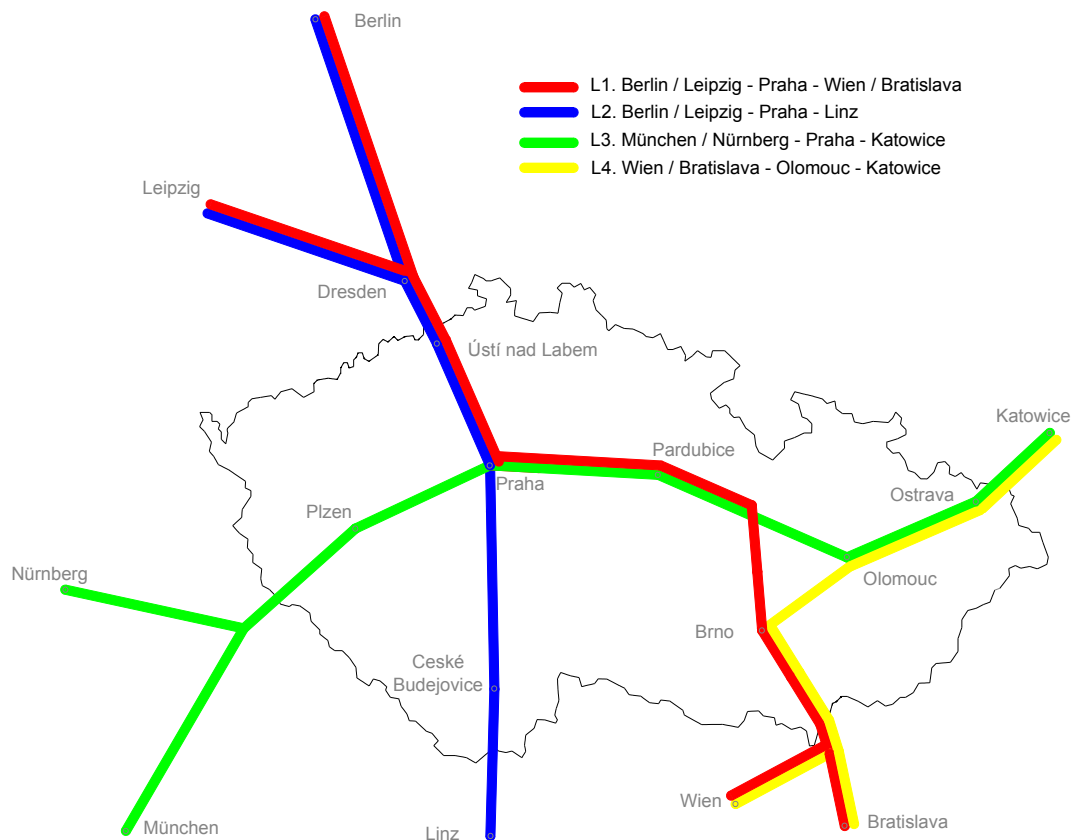 Berlin
L1. Berlin / Leipzig - Praha - Wien / Bratislava
L2. Berlin / Leipzig - Praha - Linz
L3. München / Nürnberg - Praha - Katowice
L4. Wien / Bratislava - Olomouc - Katowice
Leipzig
Dresden
Ústí nad Labem
Katowice
Pardubice
Praha
Ostrava
Plzen
Nürnberg
Olomouc
Brno
Ceské
Budejovice
Wien
München
Linz
Bratislava